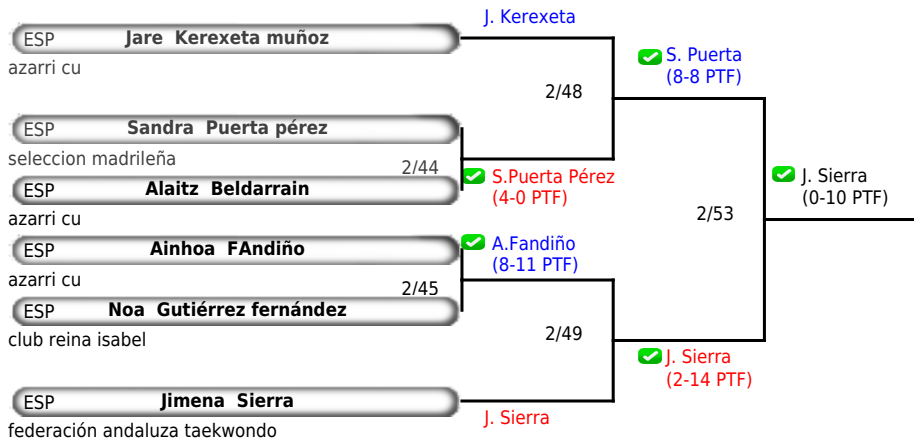 J. Kerexeta
ESP Jare Kerexeta muñoz
azarri cu
S. Puerta
(8-8 PTF)
2/48
ESP Sandra Puerta pérez
seleccion madrileña
2/44
S.Puerta Pérez
(4-0 PTF)
ESP Alaitz Beldarrain
azarri cu
J. Sierra
(0-10 PTF)
2/53
ESP Ainhoa FAndiño
azarri cu
A.Fandiño
(8-11 PTF)
2/45
ESP Noa Gutiérrez fernández
club reina isabel
2/49
J. Sierra
(2-14 PTF)
ESP Jimena Sierra
federación andaluza taekwondo
J. Sierra